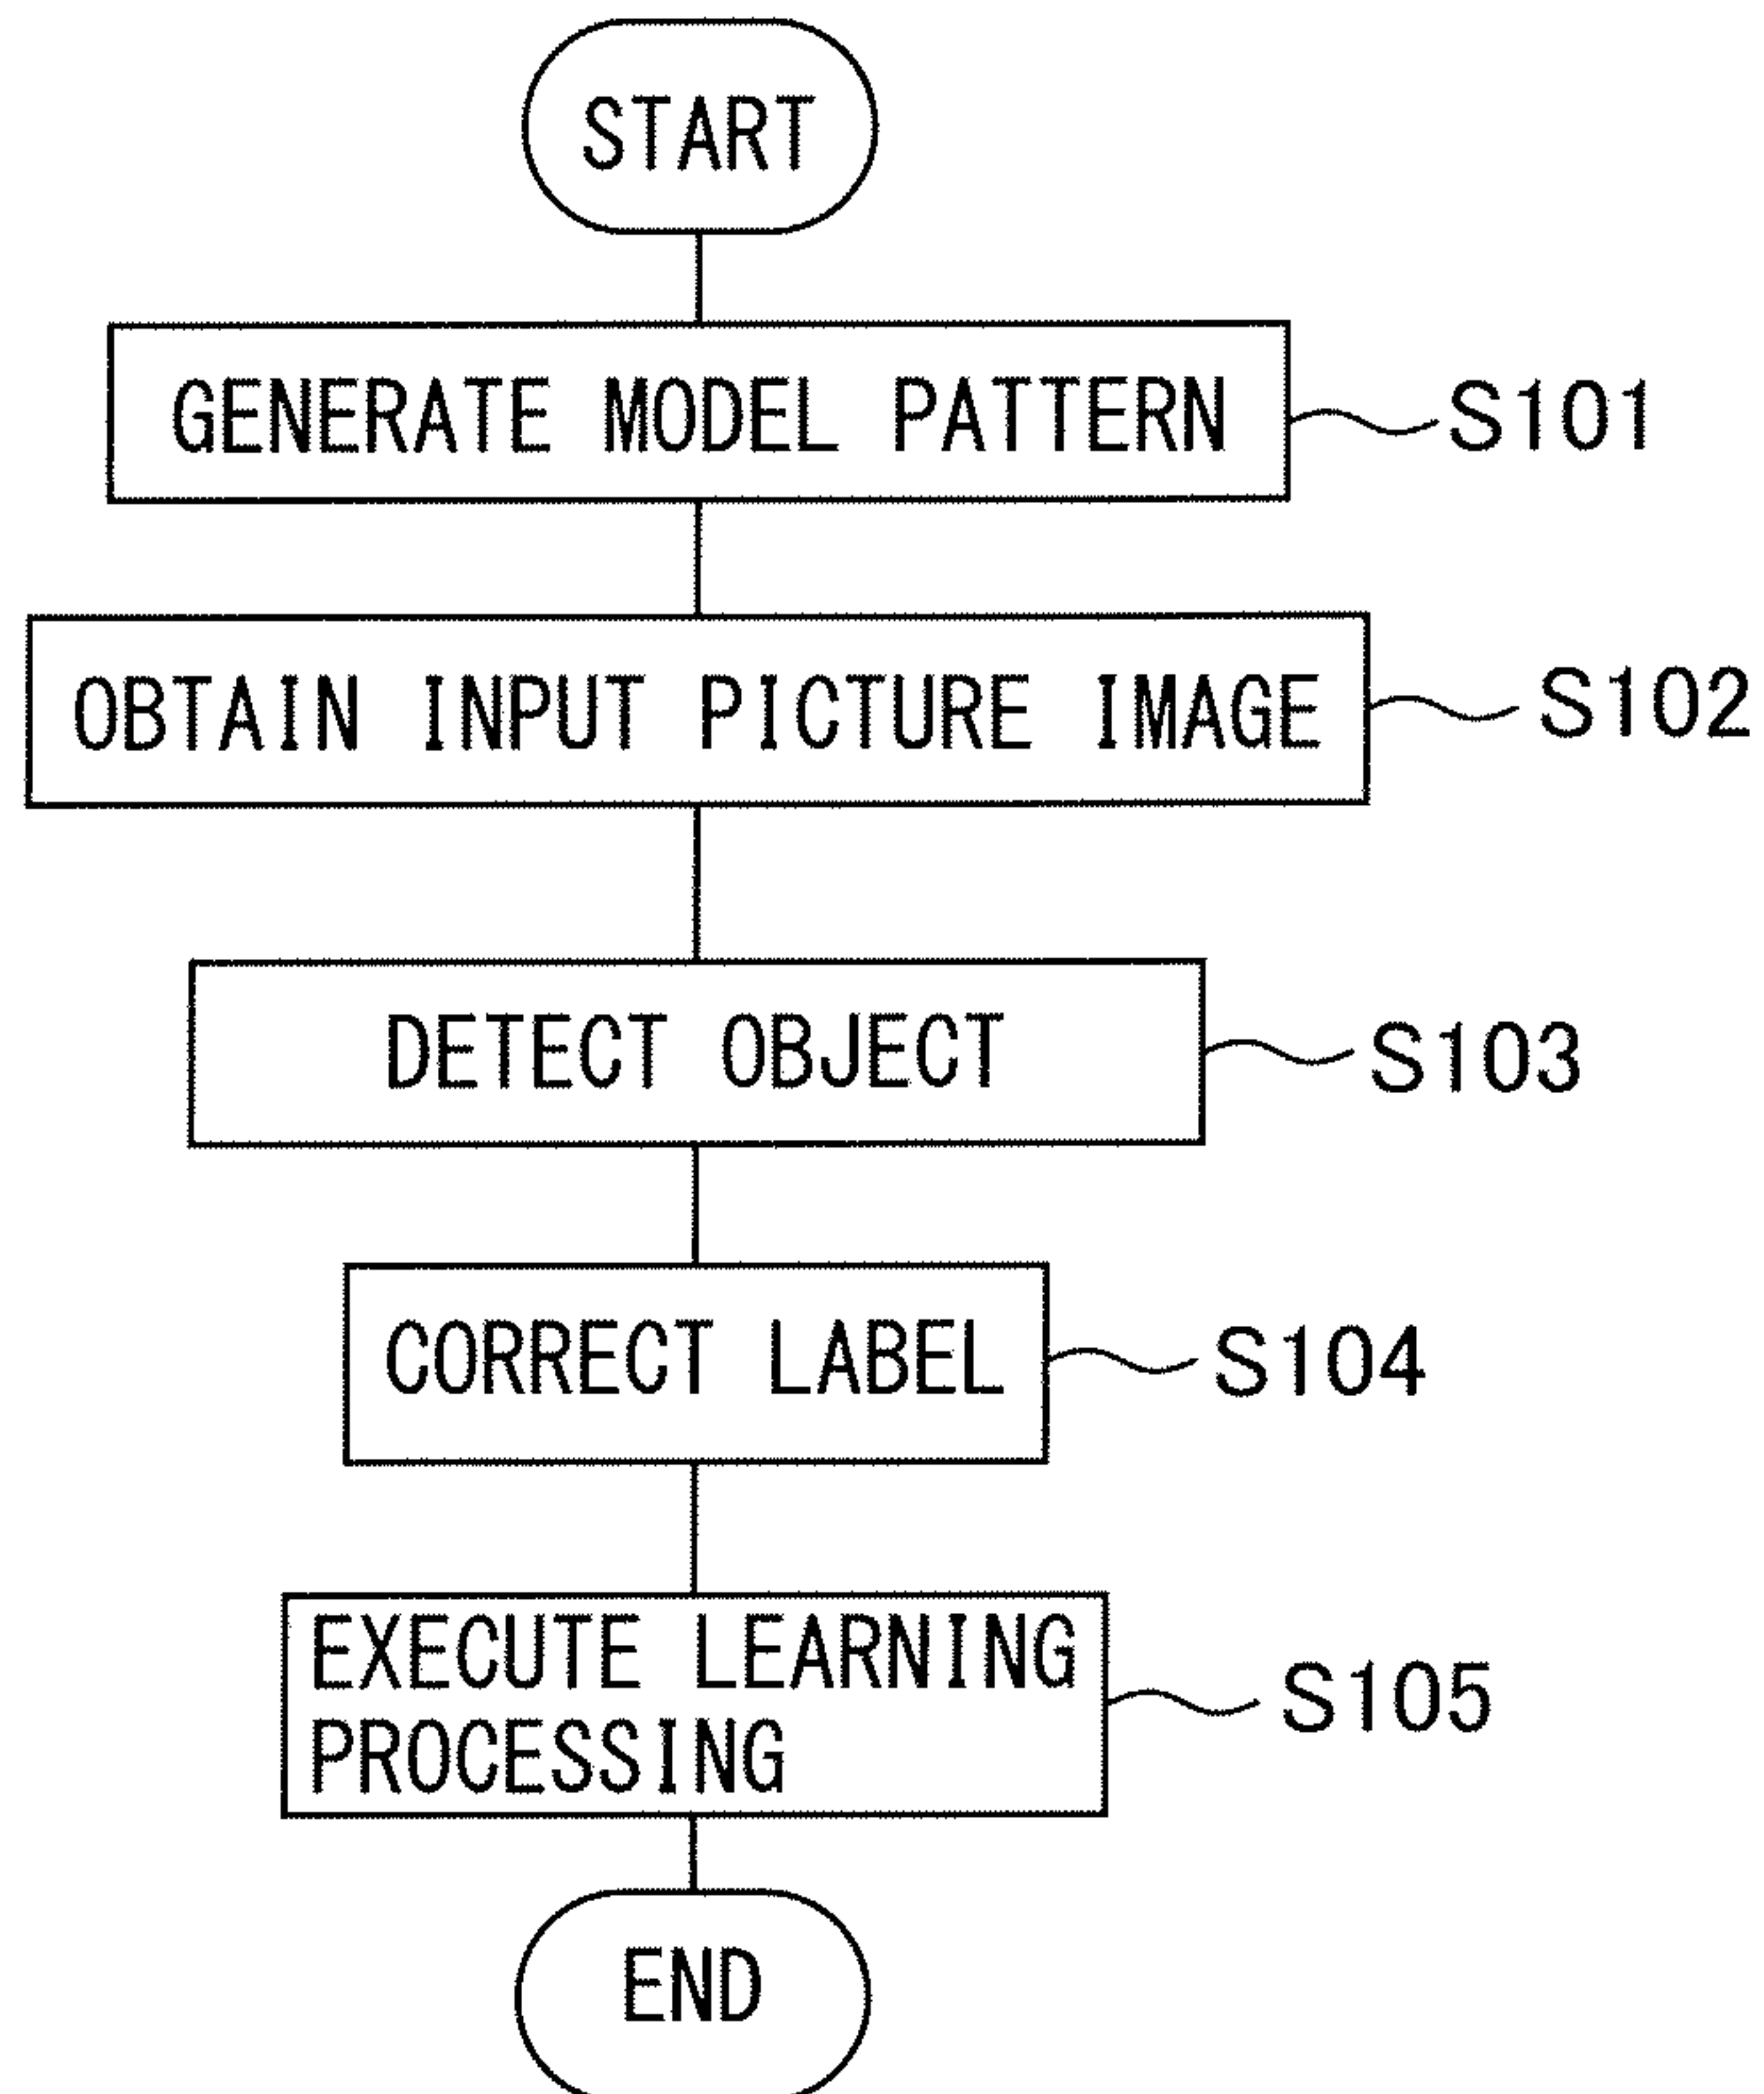 START
GENERATE MODEL PATTERN
S101
OBTAIN INPUT PICTURE IMAGE
S102
DETECT OBJECT
S103
CORRECT LABEL
S104
EXECUTE LEARNING
PROCESSING
S105
END